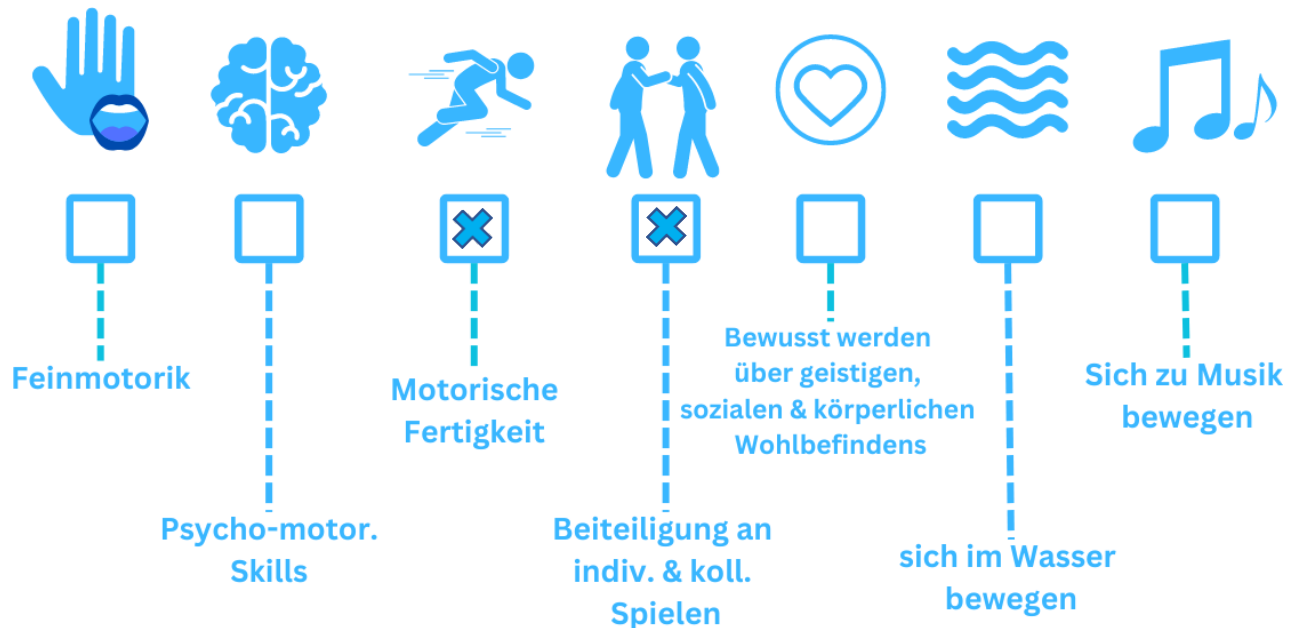 Feinmotorik
Psycho-motor.
Skills
Motorische
Fertigkeit
Beiteiligung an
indiv. & koll.
Spielen
Bewusst werden
über geistigen,
sozialen & körperlichen
Wohlbefindens
sich im Wasser
bewegen
Sich zu Musik
bewegen